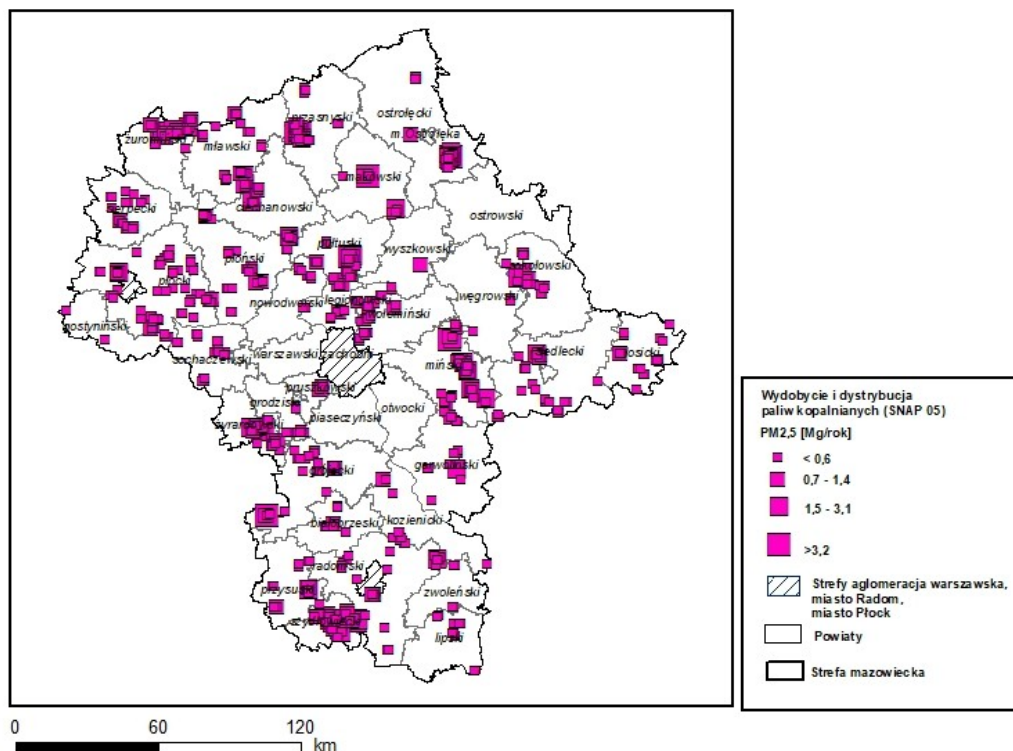 ostrołęcki
przasnyski
m. Ostrołęka
żuromiński
mławski
makowski
sierpecki
ciechanowski
ostrowski
pułtuski
wyszkowski
płoński
sokołowski
płocki
węgrowski
nowodworski
legionowski
wołomiński
gostyniński
sochaczewski
warszawski zachodni
siedlecki
łosicki
miński
pruszkowski
grodziski
otwocki
piaseczyński
żyrardowski
garwoliński
grójecki
białobrzeski
kozienicki
radomski
przysuski
zwoleński
lipski
Wydobycie i dystrybucja
paliw kopalnianych (SNAP 05)
PM2,5 [Mg/rok]
< 0,6
0,7 - 1,4
1,5 - 3,1
>3,2
Strefy aglomeracja warszawska,
miasto Radom,
miasto Płock
Powiaty
Strefa mazowiecka
0 60 120
km